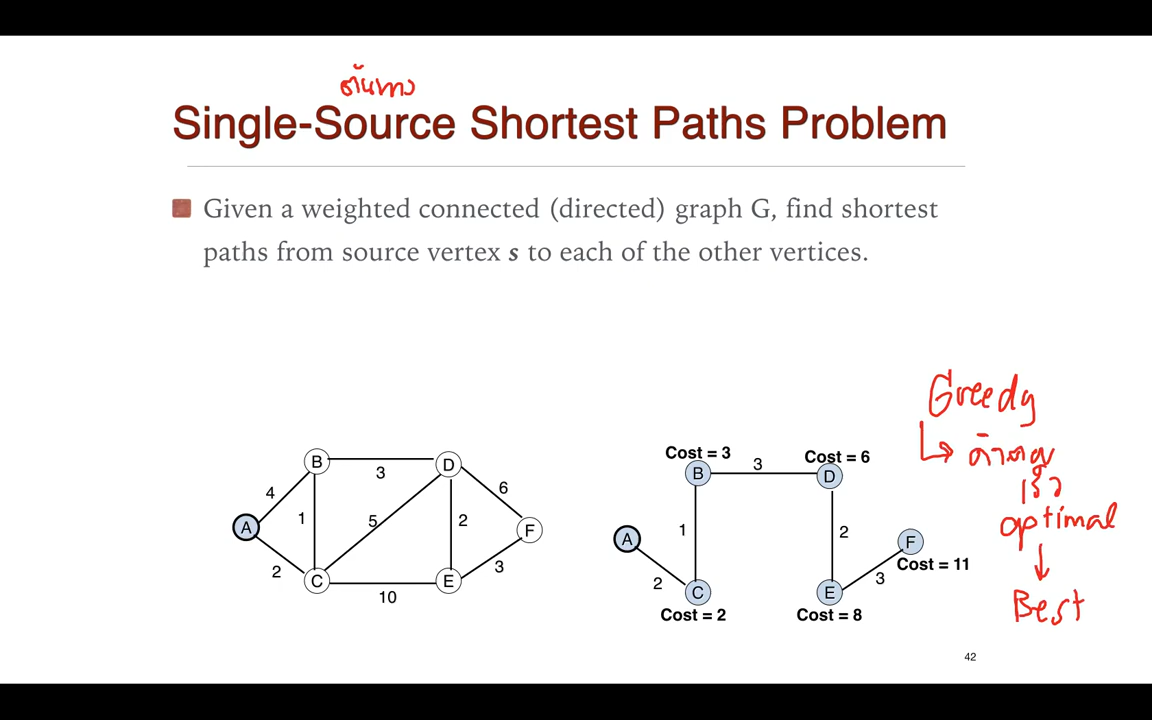 ต้นทาง
Single-Source Shortest Paths Problem
Given a weighted connected (directed) graph G, find shortest
paths from source vertex s to each of the other vertices.
Greedy
คำตอบ
เร็ว
optimal
Best
B
3
D
4
6
A
1
5
2
F
2
3
C
10
E
Cost = 3
B
3
Cost = 6
D
A
1
2
F
Cost = 11
2
3
C
E
Cost = 2
Cost = 8
42